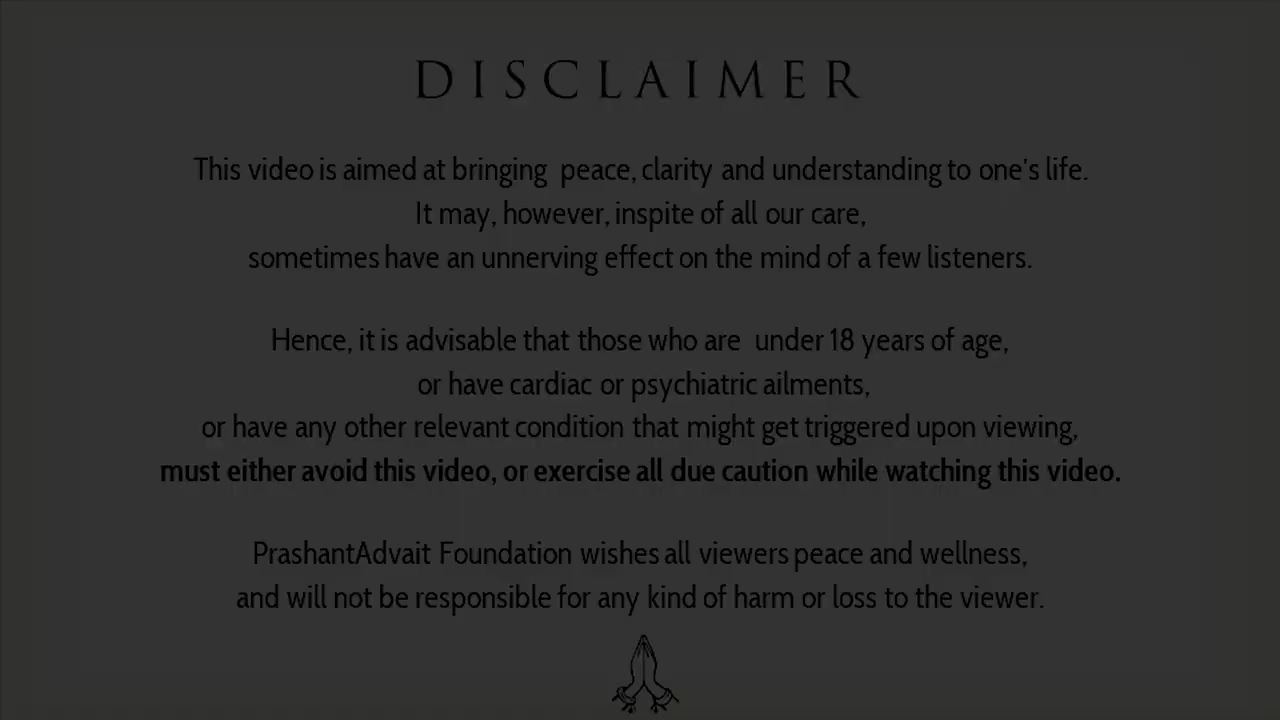 DISCLAIMER
This video is aimed at bringing peace, clarity and understanding to one's life.
It may, however, inspite of all our care,
sometimes have an unnerving effect on the mind of a few listeners.
Hence, it is advisable that those who are under 18 years of age,
or have cardiac or psychiatric ailments,
or have any other relevant condition that might get triggered upon viewing,
must either avoid this video, or exercise all due caution while watching this video.
PrashantAdvait Foundation wishes all viewers peace and wellness,
and will not be responsible for any kind of harm or loss to the viewer.